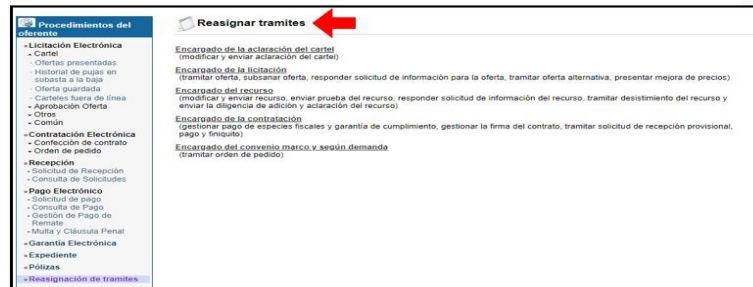 Procedimientos del
oferente
Licitación Electrónica
Cartel
Ofertas presentadas
Historial de pujas en
subasta a la baja
Oferta guardada
Carteles fuera de línea
Aprobación Oferta
Otros
Común
Contratación Electrónica
Confección de contrato
Orden de pedido
Recepción
Solicitud de Recepción
Consulta de Solicitudes
Pago Electrónico
Solicitud de pago
Consulta de Pago
Gestión de Pago de
Remate
Multa y Cláusula Penal
Garantía Electrónica
Expediente
Pólizas
Reasignación de tramites
Reasignar tramites
Encargado de la aclaración del cartel
(modificar y enviar aclaración del cartel)
Encargado de la licitación
(tramitar oferta, subsanar oferta, responder solicitud de información para la oferta, tramitar oferta alternativa, presentar mejora de precios)
Encargado del recurso
(modificar y enviar recurso, enviar prueba del recurso, responder solicitud de información del recurso, tramitar desistimiento del recurso y
enviar la diligencia de adición y aclaración del recurso)
Encargado de la contratación
(gestionar pago de especies fiscales y garantía de cumplimiento, gestionar la firma del contrato, tramitar solicitud de recepción provisional,
pago y finiquito)
Encargado del convenio marco y según demanda
(tramitar orden de pedido)